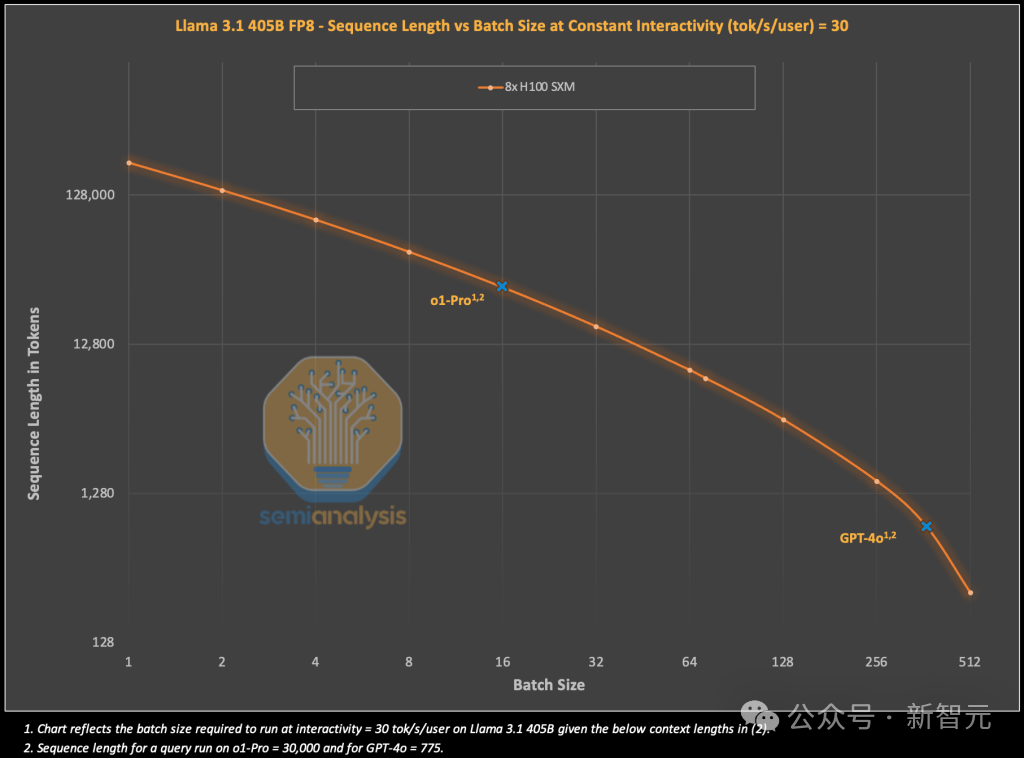 Llama 3.1 405B FP8 - Sequence Length vs Batch Size at Constant Interactivity (tok/s/user) = 30
8x H100 SXM
Sequence Length in Tokens
128,000
12,800
1,280
128
o1-Pro1,2
GPT-4o1,2
semianalysis
1 2 4 8 16 32 64 128 256 512
Batch Size
1. Chart reflects the batch size required to run at interactivity = 30 tok/s/user on Llama 3.1 405B given the below context lengths in (2).
2. Sequence length for a query run on o1-Pro = 30,000 and for GPT-4o = 775.
公众号 · 新智元